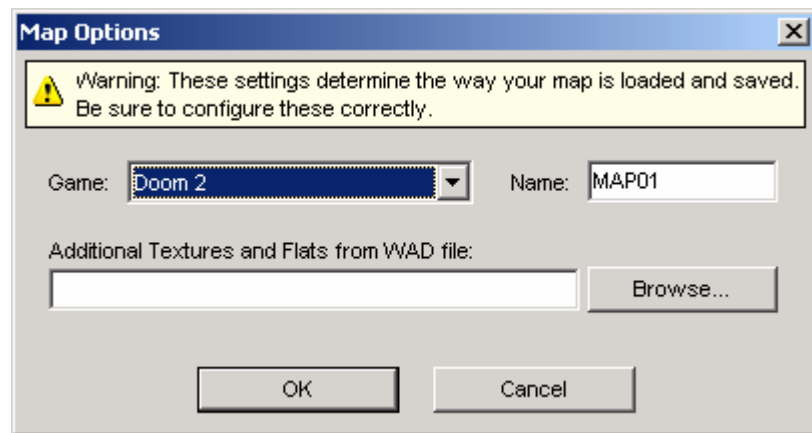 Map Options
Warning: These settings determine the way your map is loaded and saved.
Be sure to configure these correctly.
Game: Doom 2 Name: MAP01
Additional Textures and Flats from WAD file:
Browse...
OK Cancel